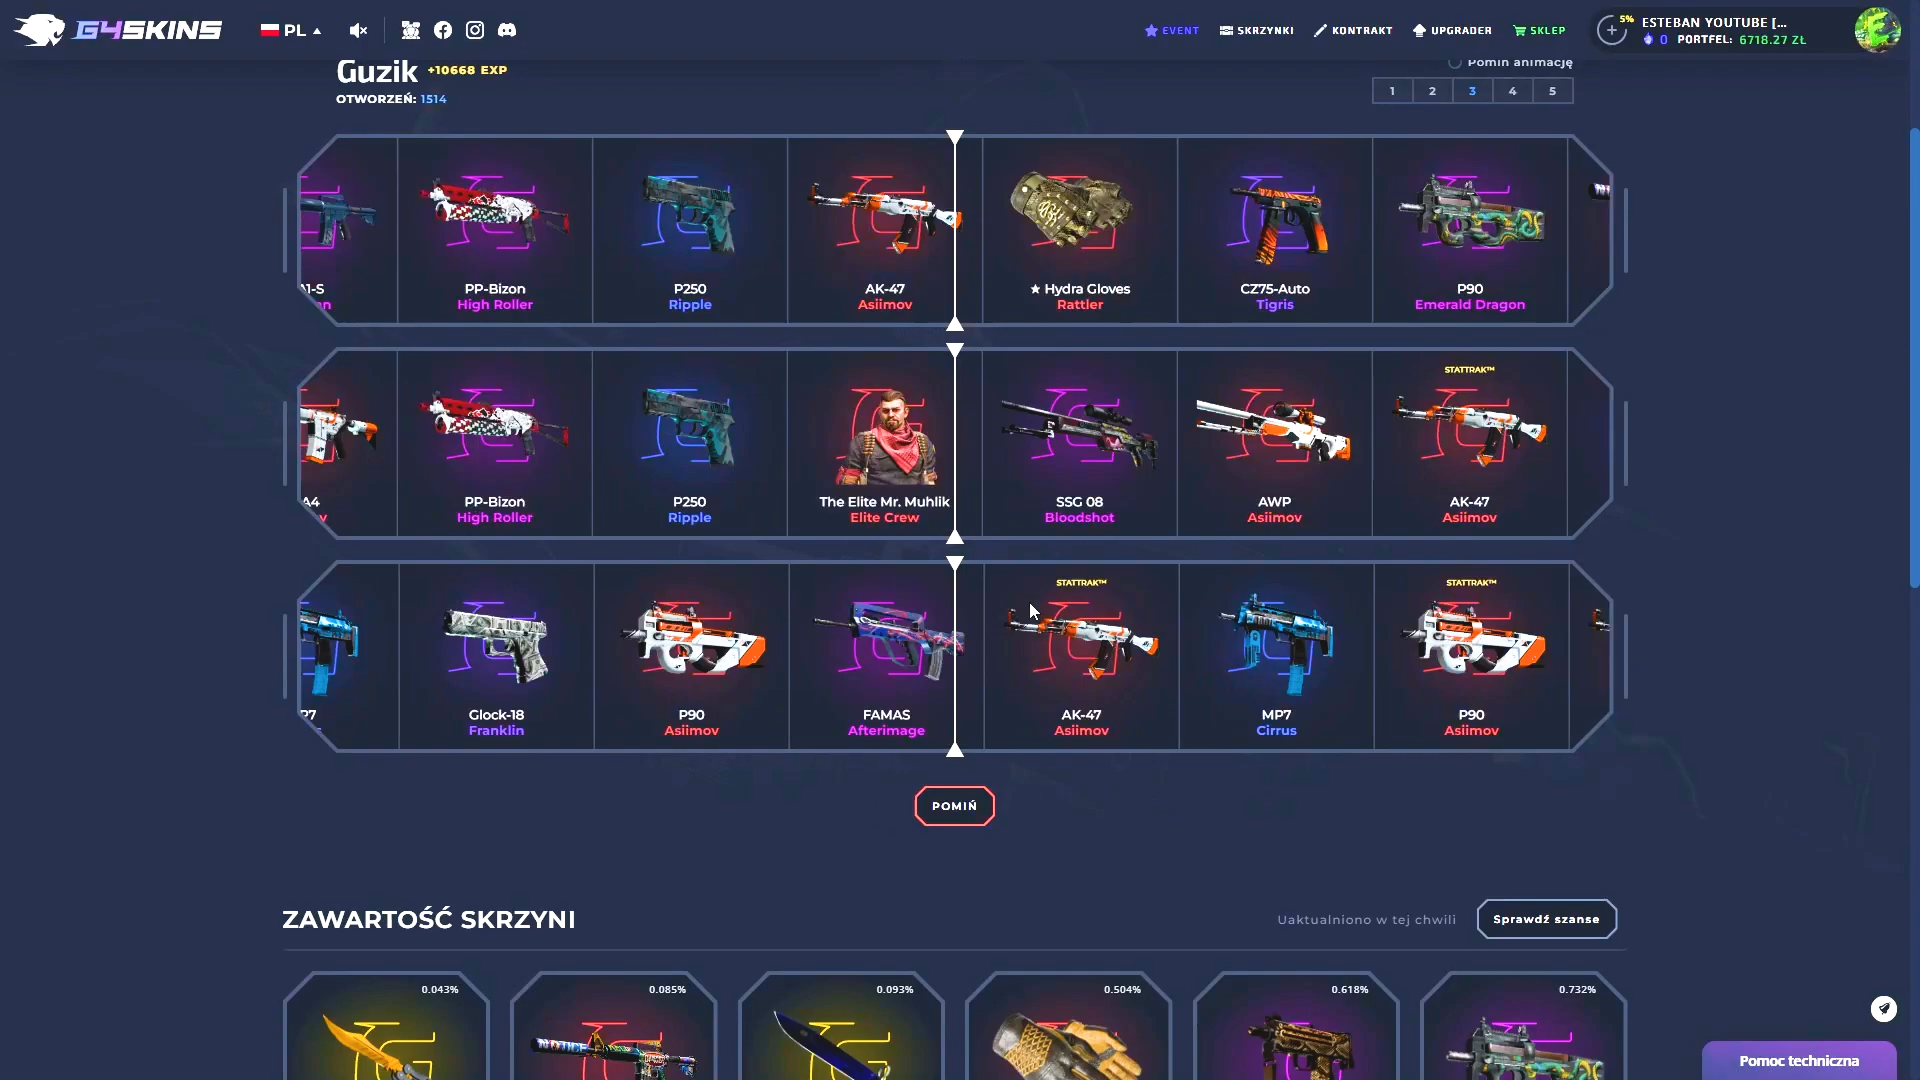 G4SKINS
PL
EVENT
SKRZYNKI
KONTRAKT
UPGRADER
SKLEP
5%
ESTEBAN YOUTUBE [...
0 PORTFEL: 6718.27 ZŁ
Guzik +10668 EXP
Pomiń animację
OTWORZEŃ: 1514
1 2 3 4 5
PP-Bizon
High Roller
P250
Ripple
AK-47
Asiimov
★ Hydra Gloves
Rattler
CZ75-Auto
Tigris
P90
Emerald Dragon
A4
PP-Bizon
High Roller
P250
Ripple
The Elite Mr. Muhlik
Elite Crew
SSG 08
Bloodshot
AWP
Asiimov
STATTRAK™
AK-47
Asiimov
Glock-18
Franklin
P90
Asiimov
FAMAS
Afterimage
STATTRAK™
AK-47
Asiimov
MP7
Cirrus
STATTRAK™
P90
Asiimov
POMIŃ
ZAWARTOŚĆ SKRZYNI
Uaktualniono w tej chwili
Sprawdź szanse
0.043%
0.085%
0.093%
0.504%
0.618%
0.732%
Pomoc techniczna